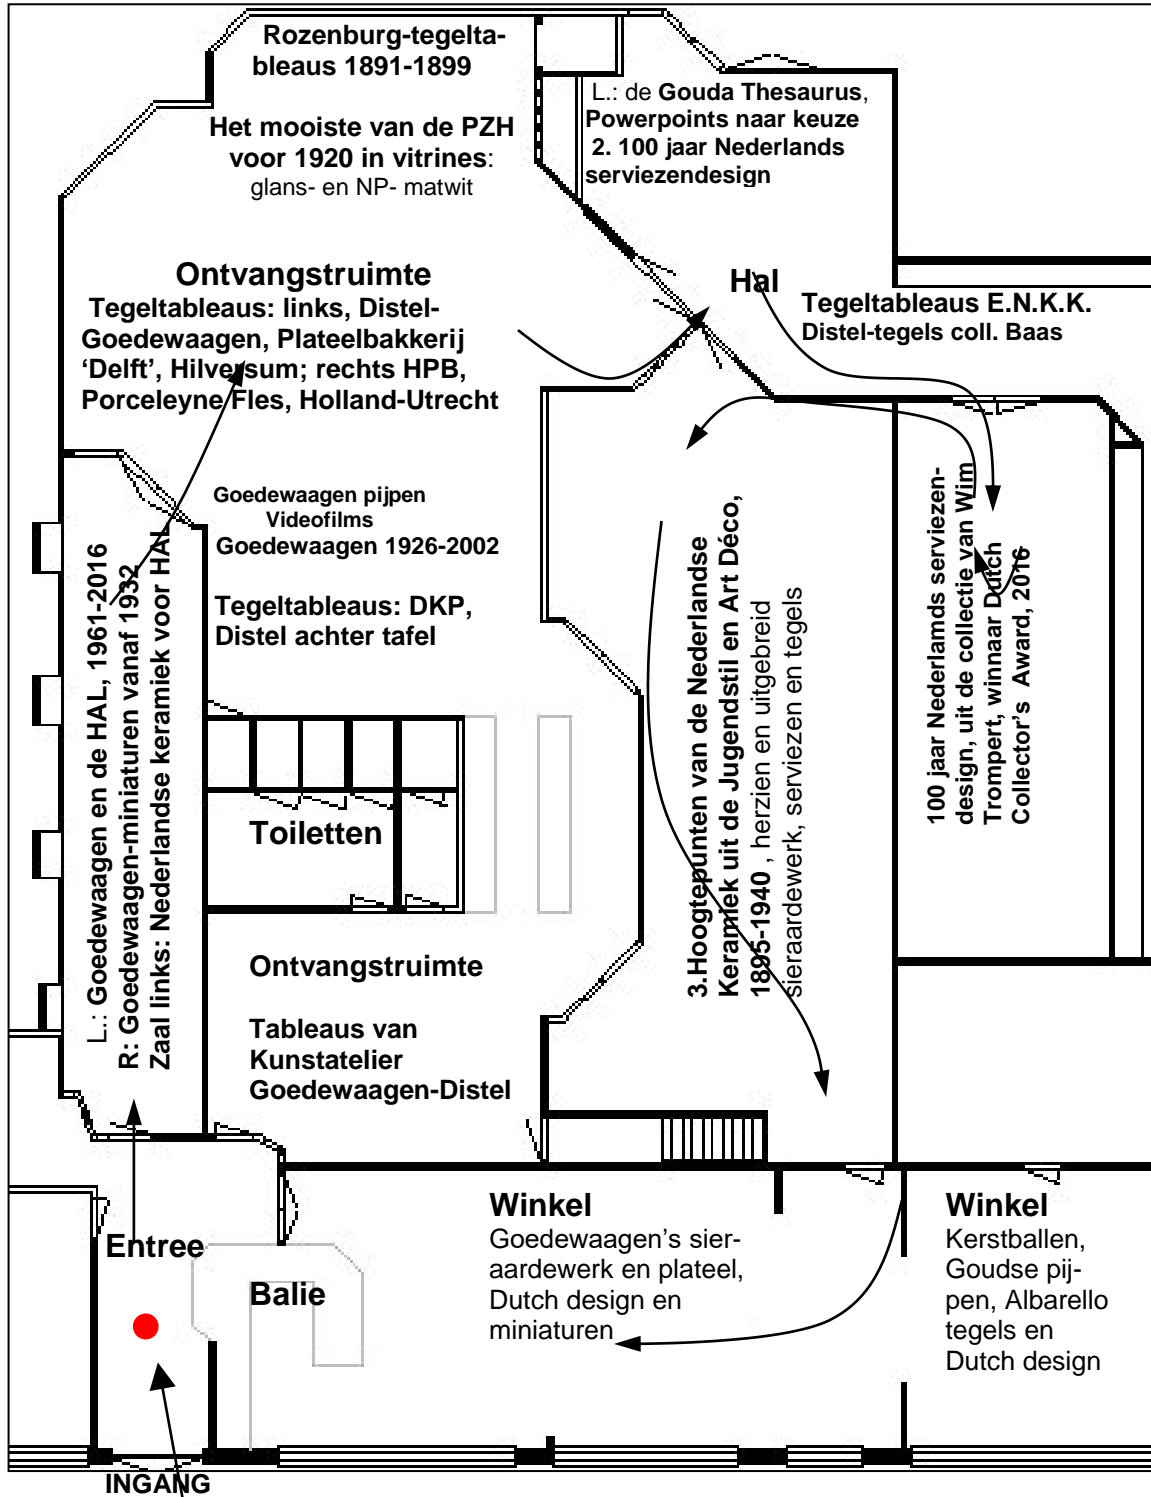 Rozenburg-tegelta-
bleaus 1891-1899
Het mooiste van de PZH
voor 1920 in vitrines:
glans- en NP- matwit
L.: de Gouda Thesaurus,
Powerpoints naar keuze
2. 100 jaar Nederlands
serviezendesign
Ontvangstruimte
Tegeltableaus: links, Distel-
Goedewaagen, Plateelbakkerij
‘Delft’, Hilversum; rechts HPB,
Porceleyne Fles, Holland-Utrecht
Hal
Tegeltableaus E.N.K.K.
Distel-tegels coll. Baas
Goedewaagen pijpen
Videofilms
Goedewaagen 1926-2002
Tegeltableaus: DKP,
Distel achter tafel
L.: Goedewaagen en de HAL, 1961-2016
R: Goedewaagen-miniaturen vanaf 1932
Zaal links: Nederlandse keramiek voor HAL
3.Hoogtepunten van de Nederlandse
Keramiek uit de Jugendstil en Art Déco,
1895-1940 , herzien en uitgebreid
sieraardewerk, serviezen en tegels
100 jaar Nederlands serviezen-
design, uit de collectie van Wim
Trompert, winnaar Dutch
Collector’s Award, 2016
Toiletten
Ontvangstruimte
Tableaus van
Kunstatelier
Goedewaagen-Distel
Entree
Balie
Winkel
Goedewaagen’s sier-
aardewerk en plateel,
Dutch design en
miniaturen
Winkel
Kerstballen,
Goudse pij-
pen, Albarello
tegels en
Dutch design
INGANG